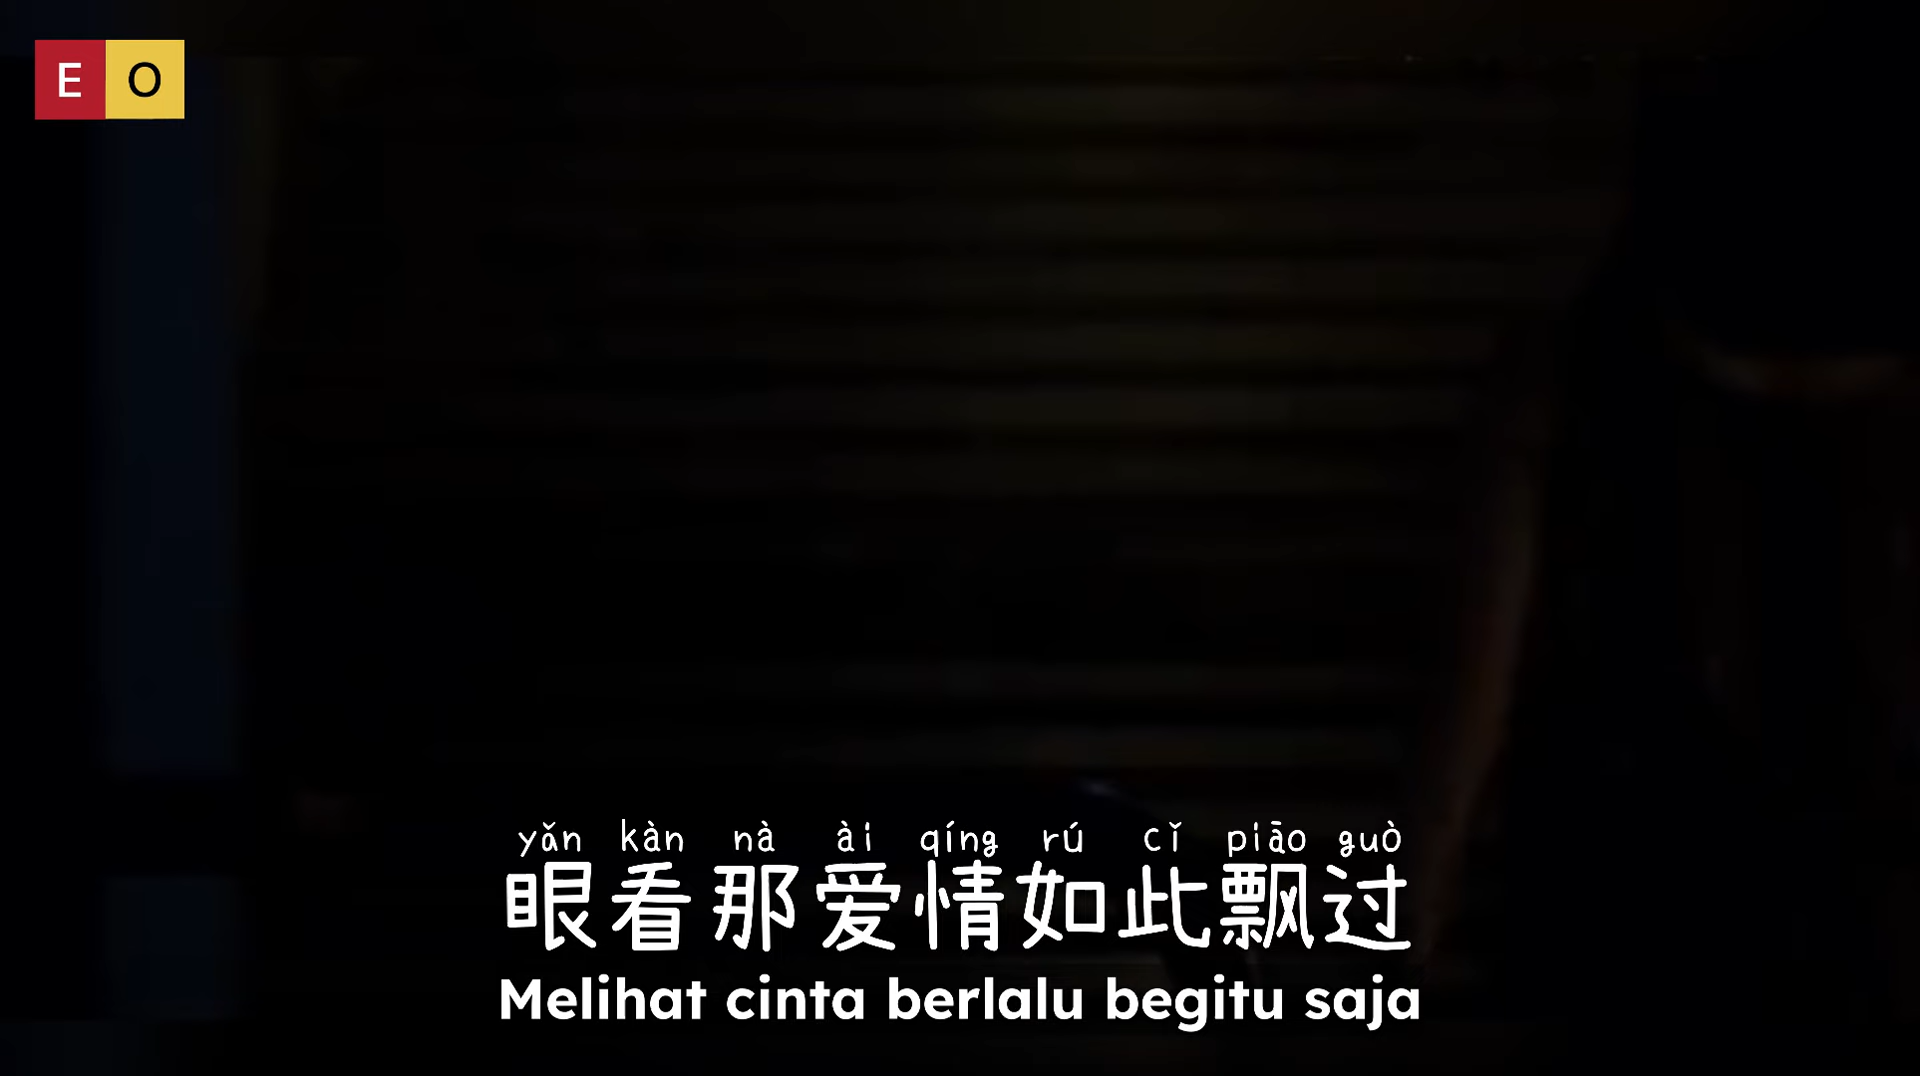 E O
yǎn kàn nà ài qíng rú cǐ piāo guò
眼看那爱情如此飘过
Melihat cinta berlalu begitu saja